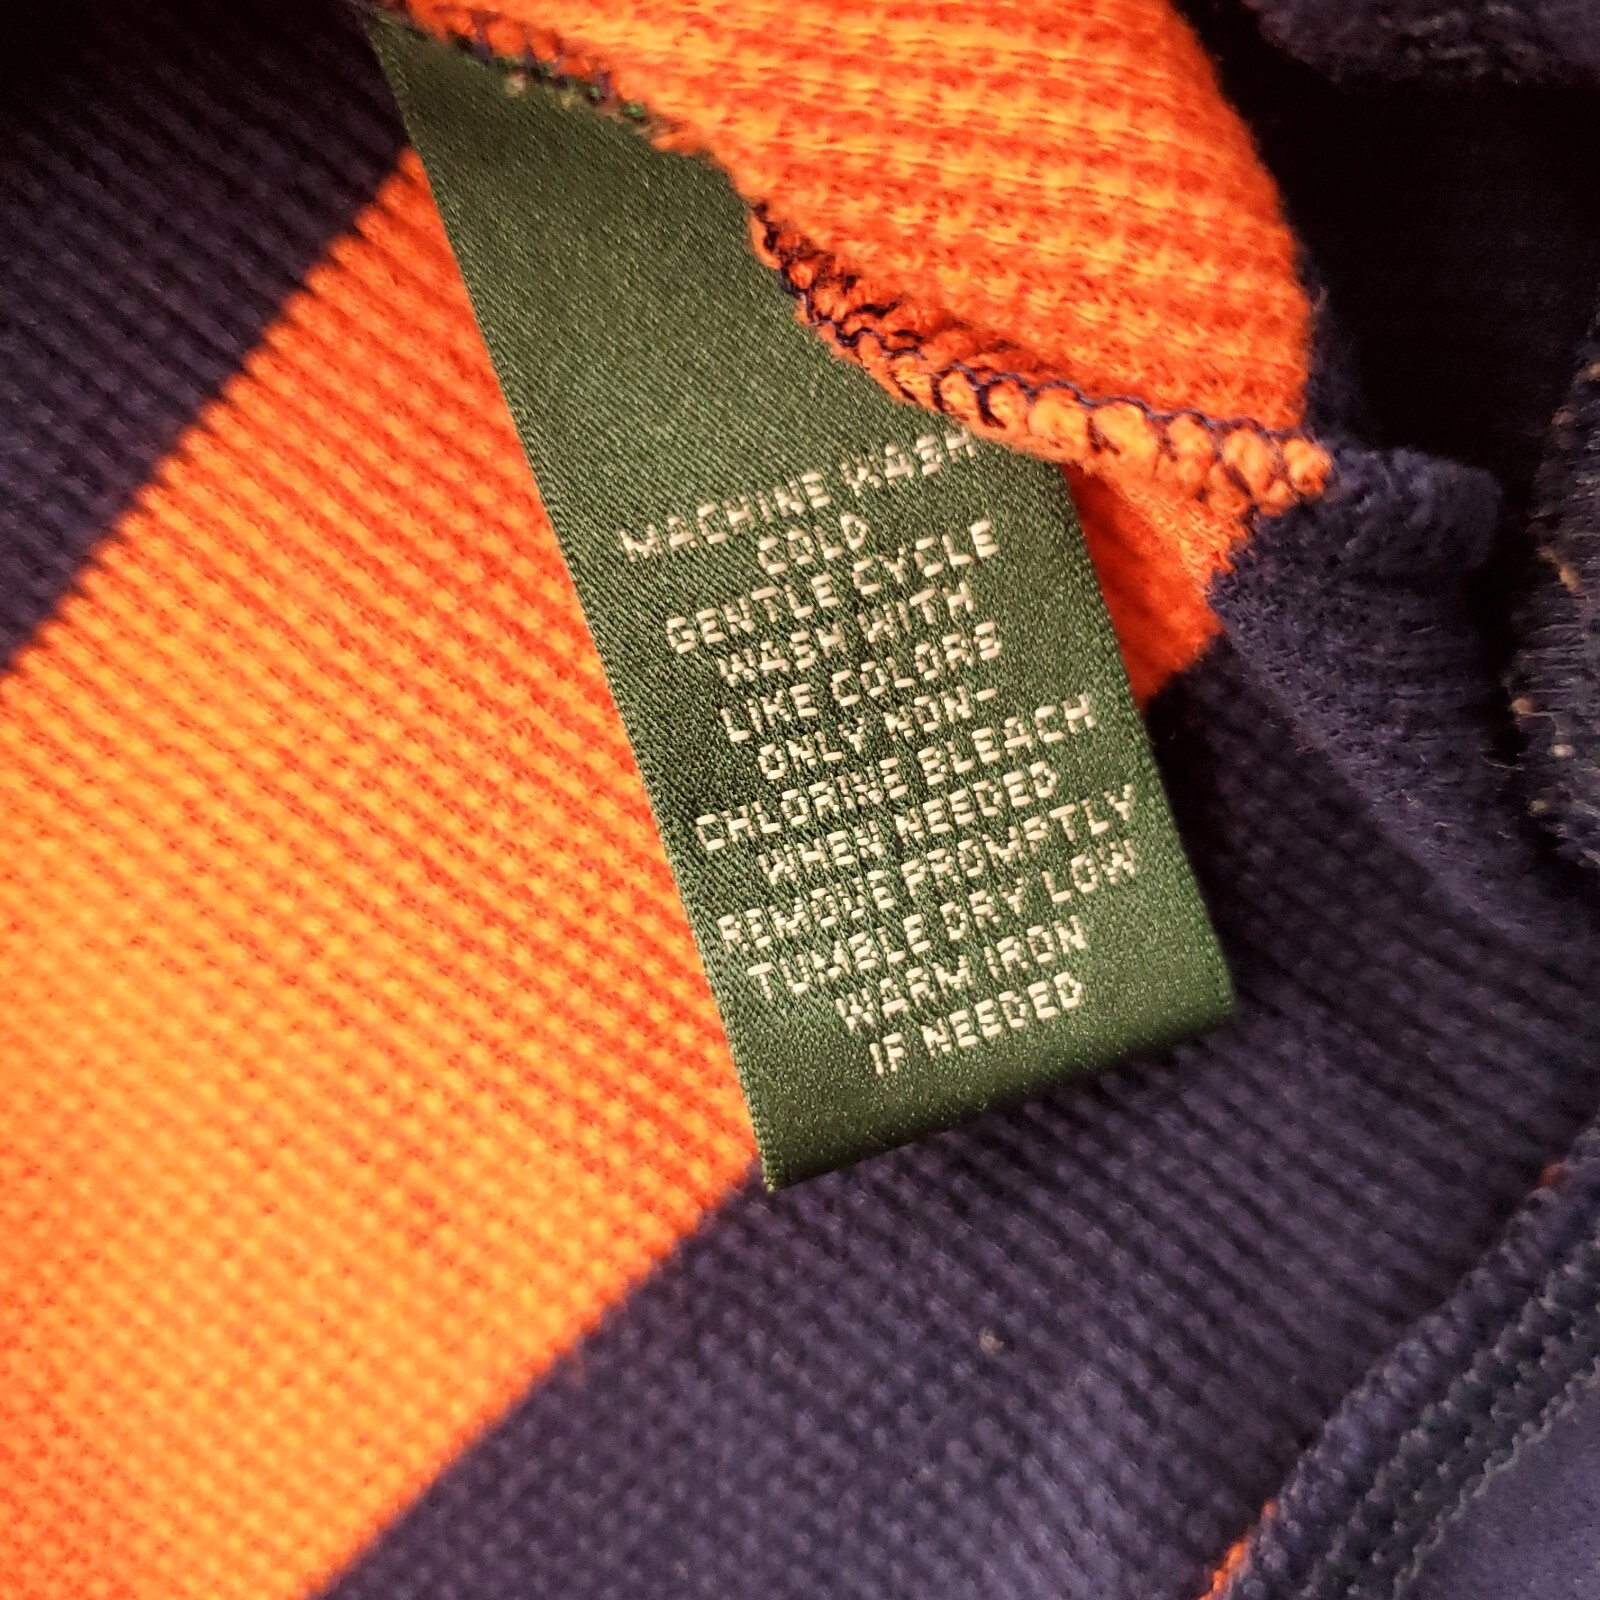 MACHINE WASH
COLD
GENTLE CYCLE
WASH WITH
LIKE COLORS
ONLY NON-
CHLORINE BLEACH
WHEN NEEDED
REMOVE PROMPTLY
TUMBLE DRY LOW
WARM IRON
IF NEEDED